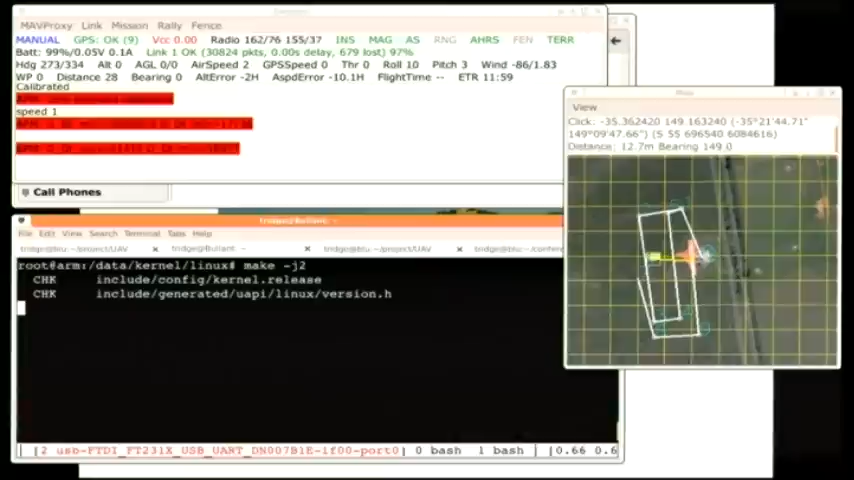 MAVProxy Link Mission Rally Fence
MANUAL GPS: OK (9) Vcc 0.00 Radio 162/76 155/37 INS MAG AS RNG AHRS FEN TERR
Batt: 99%/0.05V 0.1A Link 1 OK (30824 pkts, 0.00s delay, 679 lost) 97%
Hdg 273/334 Alt 0 AGL 0/0 AirSpeed 2 GPSSpeed 0 Thr 0 Roll 10 Pitch 3 Wind -86/1.83
WP 0 Distance 28 Bearing 0 AltError -2H AspdError -10.1H FlightTime -- ETR 11:59
Calibrated
speed 1
Call Phones
Map
View
Click: -35.362420 149.163240 (-35°21'44.71"
149°09'47.66") (S 55 696540 6084616)
Distance: 12.7m Bearing 149.0
File Edit View Search Terminal Tabs Help
root@arm:/data/kernel/linux# make -j2
CHK include/config/kernel.release
CHK include/generated/uapi/linux/version.h
[2 usb-FTDI_FT231X_USB_UART_DN007B1E-if00-port0] 0 bash 1 bash [0.66 0.6